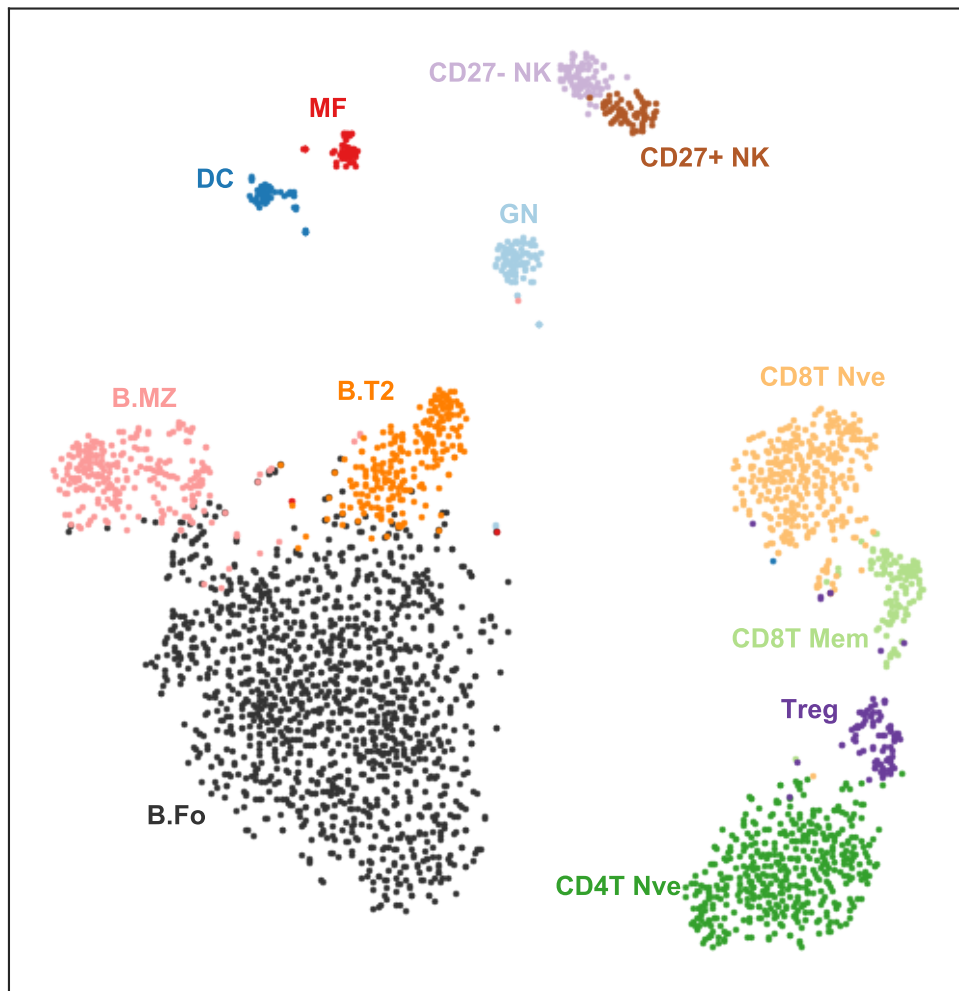 CD27- NK
MF
CD27+ NK
DC
GN
CD8T Nve
B.MZ
B.T2
CD8T Mem
Treg
B.Fo
CD4T Nve